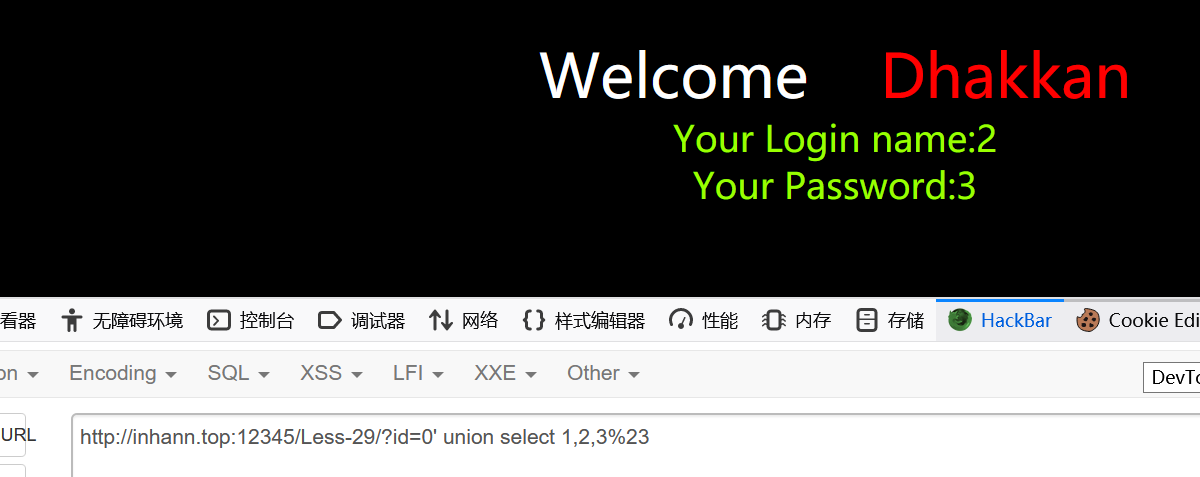 Welcome Dhakkan
Your Login name:2
Your Password:3
看器 无障碍环境 控制台 调试器 网络 样式编辑器 性能 内存 存储 HackBar Cookie Edi
on Encoding SQL XSS LFI XXE Other DevTo
URL http://inhann.top:12345/Less-29/?id=0' union select 1,2,3%23